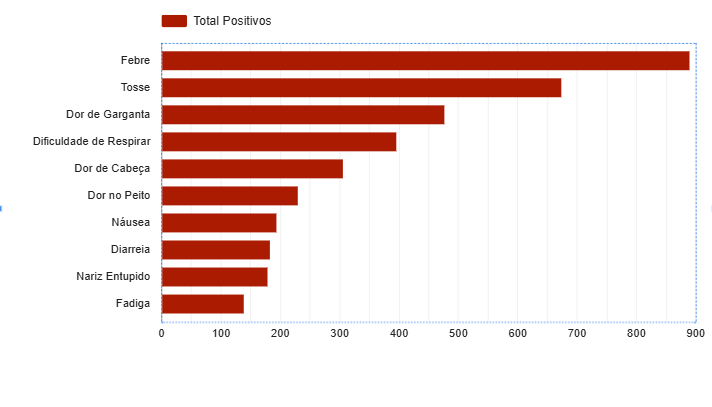 Total Positivos
Febre
Tosse
Dor de Garganta
Dificuldade de Respirar
Dor de Cabeça
Dor no Peito
Náusea
Diarreia
Nariz Entupido
Fadiga
0 100 200 300 400 500 600 700 800 900